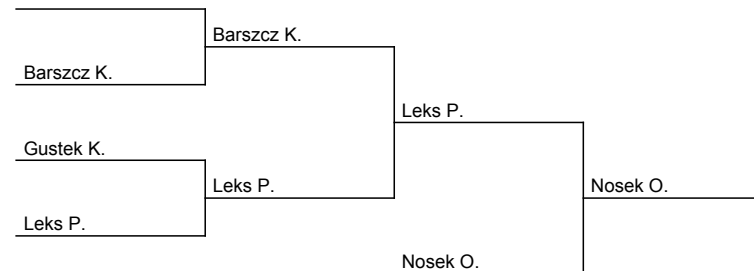 Barszcz K.
Barszcz K.
Leks P.
Gustek K.
Leks P.
Nosek O.
Leks P.
Nosek O.